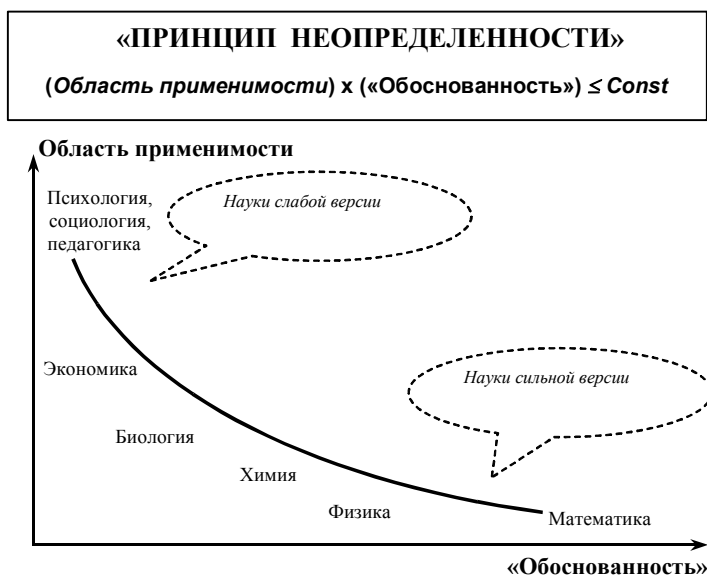 «ПРИНЦИП НЕОПРЕДЕЛЕННОСТИ»
(Область применимости) х («Обоснованность») ≤ Const
Область применимости
Психология,
социология,
педагогика
Науки слабой версии
Экономика
Науки сильной версии
Биология
Химия
Физика
Математика
«Обоснованность»